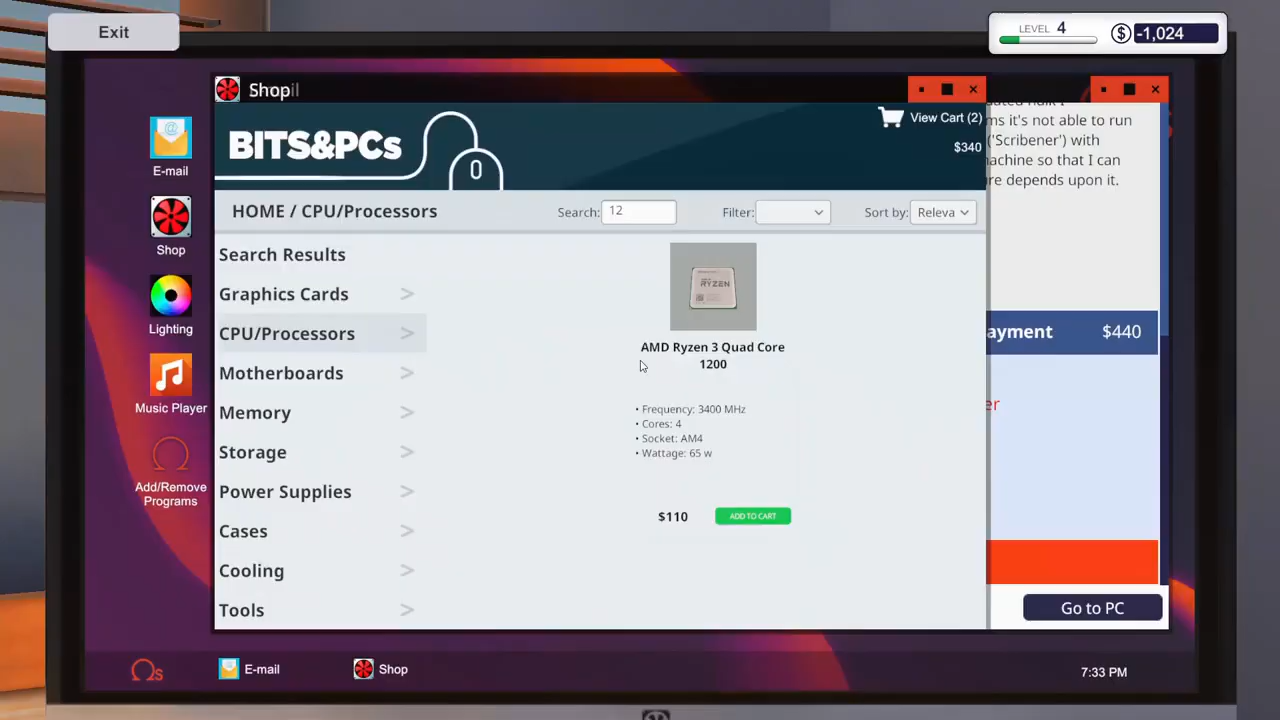 Exit
LEVEL 4
$ -1,024
Shop
BITS&PCs
View Cart (2)
$340
HOME / CPU/Processors
Search: 12
Filter:
Sort by: Releva
Search Results
Graphics Cards >
CPU/Processors >
Motherboards >
Memory >
Storage >
Power Supplies >
Cases >
Cooling >
Tools >
RYZEN
AMD Ryzen 3 Quad Core
1200
• Frequency: 3400 MHz
• Cores: 4
• Socket: AM4
• Wattage: 65 w
$110
ADD TO CART
E-mail
Shop
Lighting
Music Player
Add/Remove
Programs
ms it's not able to run
('Scribener') with
achine so that I can
re depends upon it.
ayment $440
er
Go to PC
Ωs
E-mail
Shop
7:33 PM